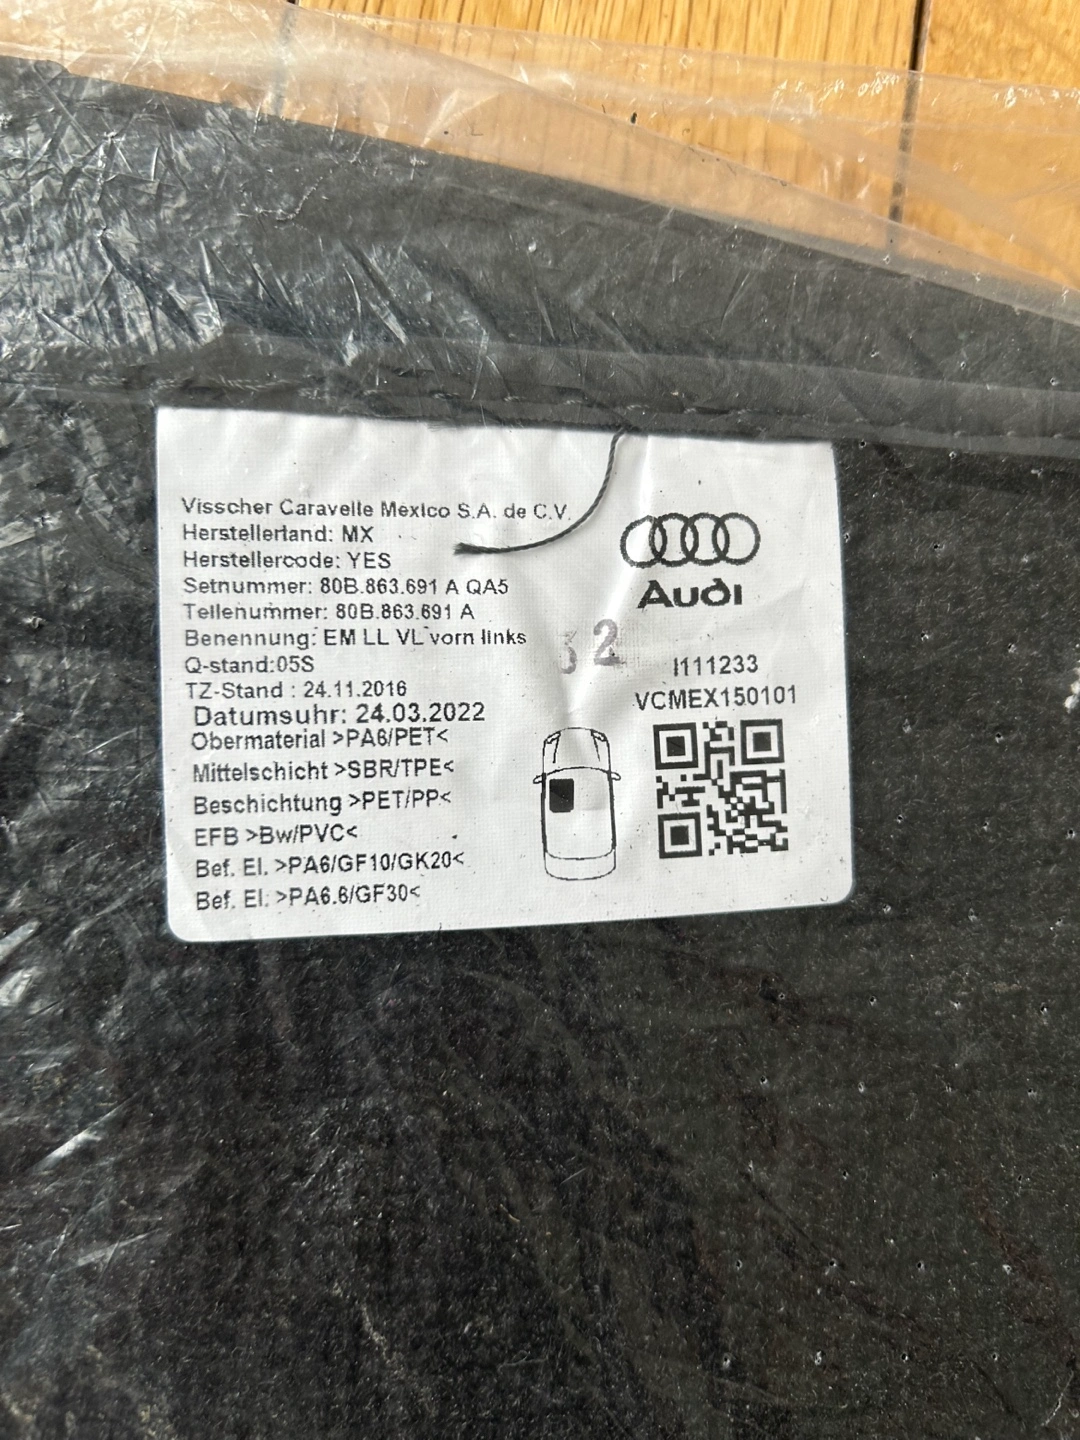 Visscher Caravelle Mexico S.A. de C.V.
Herstellerland: MX
Herstellercode: YES
Setnummer: 80B.863.691 A QA5
Teilenummer: 80B.863.691 A
Benennung: EM LL VL vorn links
Q-stand:05S
TZ-Stand : 24.11.2016
Datumsuhr: 24.03.2022
Obermaterial >PA6/PET<
Mittelschicht >SBR/TPE<
Beschichtung >PET/PP<
EFB >Bw/PVC<
Bef. El. >PA6/GF10/GK20<
Bef. El. >PA6.6/GF30<
Audi
32
I111233
VCMEX150101